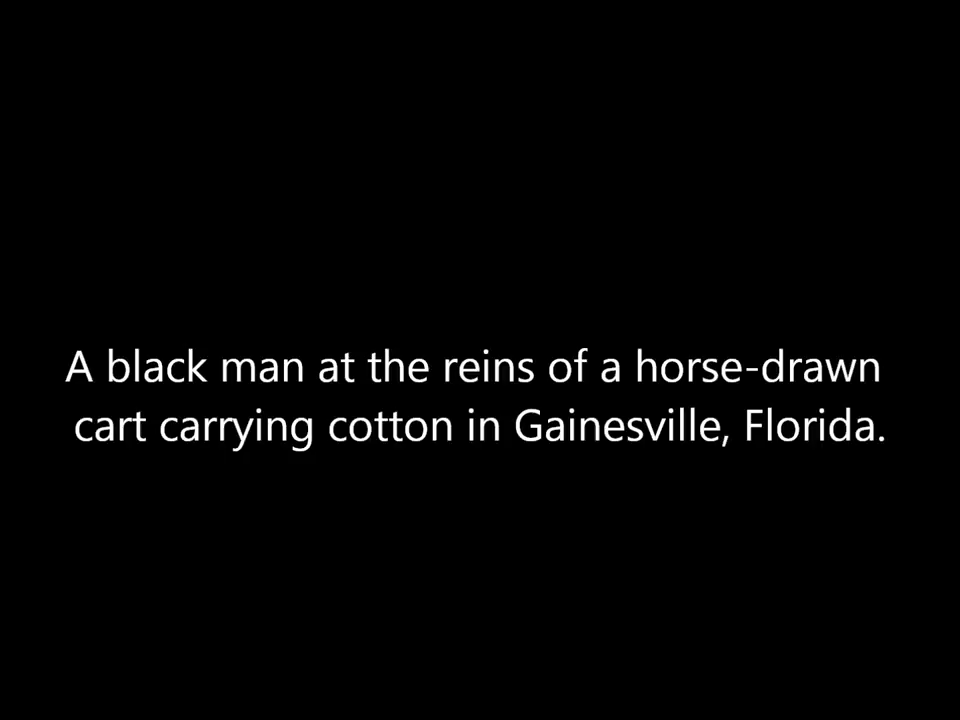 A black man at the reins of a horse-drawn
cart carrying cotton in Gainesville, Florida.